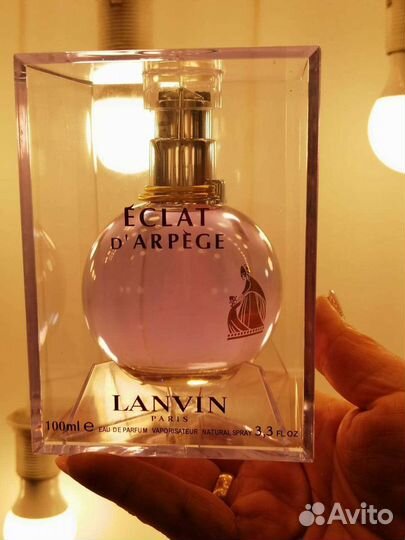 ÉCLAT
D'ARPÈGE
LANVIN
PARIS
100ml e EAU DE PARFUM VAPORISATEUR NATURAL SPRAY 3,3 FL OZ
Avito